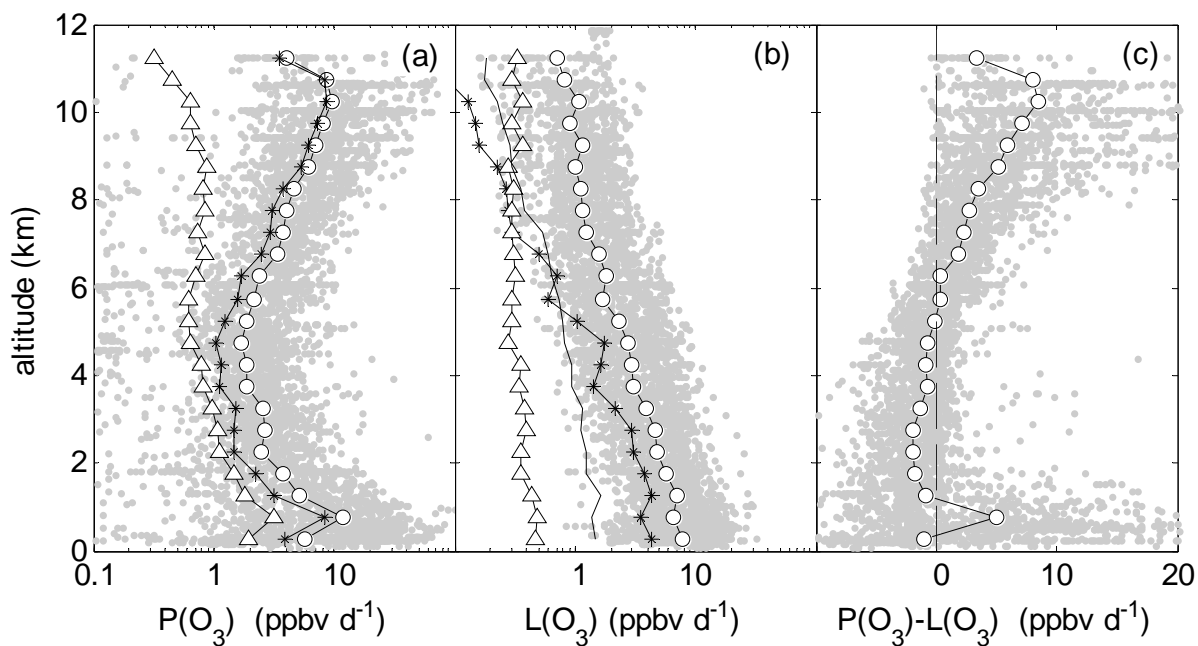 12
10
8
6
4
2
0
altitude (km)
(a)
(b)
(c)
0.1 1 10
1 10
0 10 20
P(O3) (ppbv d-1)
L(O3) (ppbv d-1)
P(O3)-L(O3) (ppbv d-1)